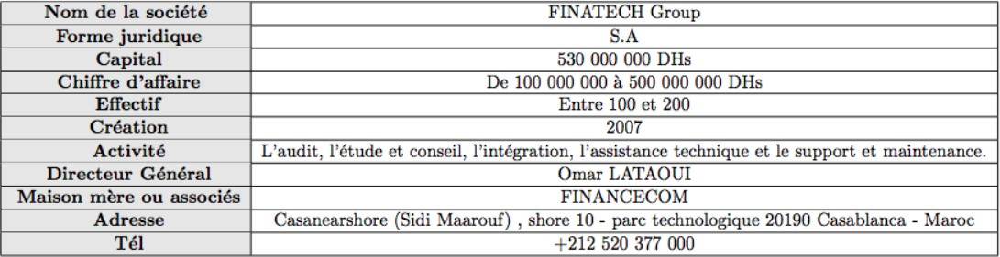 Nom de la société FINATECH Group
Forme juridique S.A
Capital 530 000 000 DHs
Chiffre d'affaire De 100 000 000 à 500 000 000 DHs
Effectif Entre 100 et 200
Création 2007
Activité L'audit, l'étude et conseil, l'intégration, l'assistance technique et le support et maintenance.
Directeur Général Omar LATAOUI
Maison mère ou associés FINANCECOM
Adresse Casanearshore (Sidi Maarouf) , shore 10 - parc technologique 20190 Casablanca - Maroc
Tél +212 520 377 000